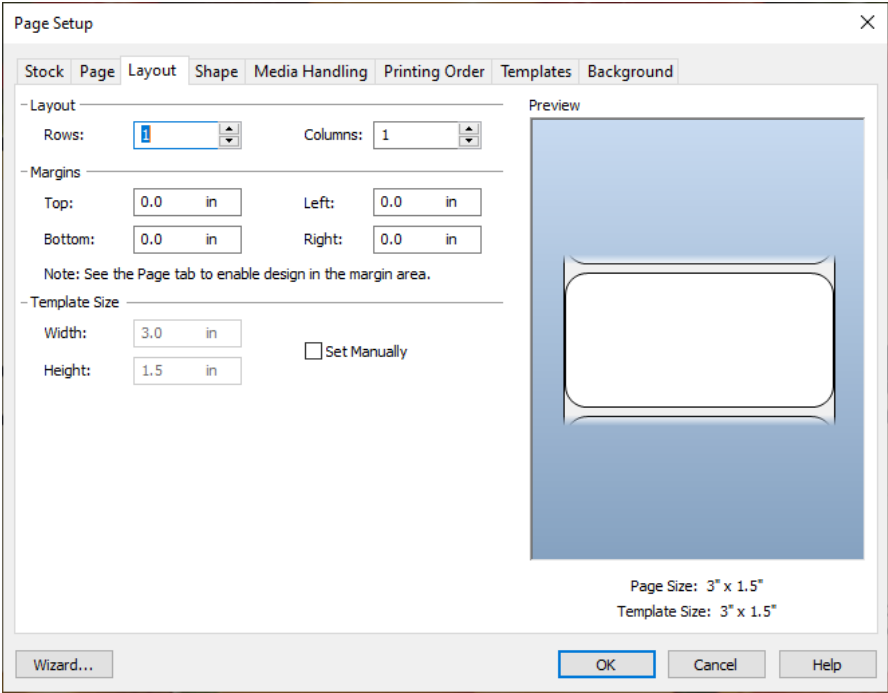 Page Setup
Stock Page Layout Shape Media Handling Printing Order Templates Background
Layout
Rows: 1 Columns: 1
Margins
Top: 0.0 in Left: 0.0 in
Bottom: 0.0 in Right: 0.0 in
Note: See the Page tab to enable design in the margin area.
Template Size
Width: 3.0 in
Set Manually
Height: 1.5 in
Preview
Page Size: 3" x 1.5"
Template Size: 3" x 1.5"
Wizard... OK Cancel Help